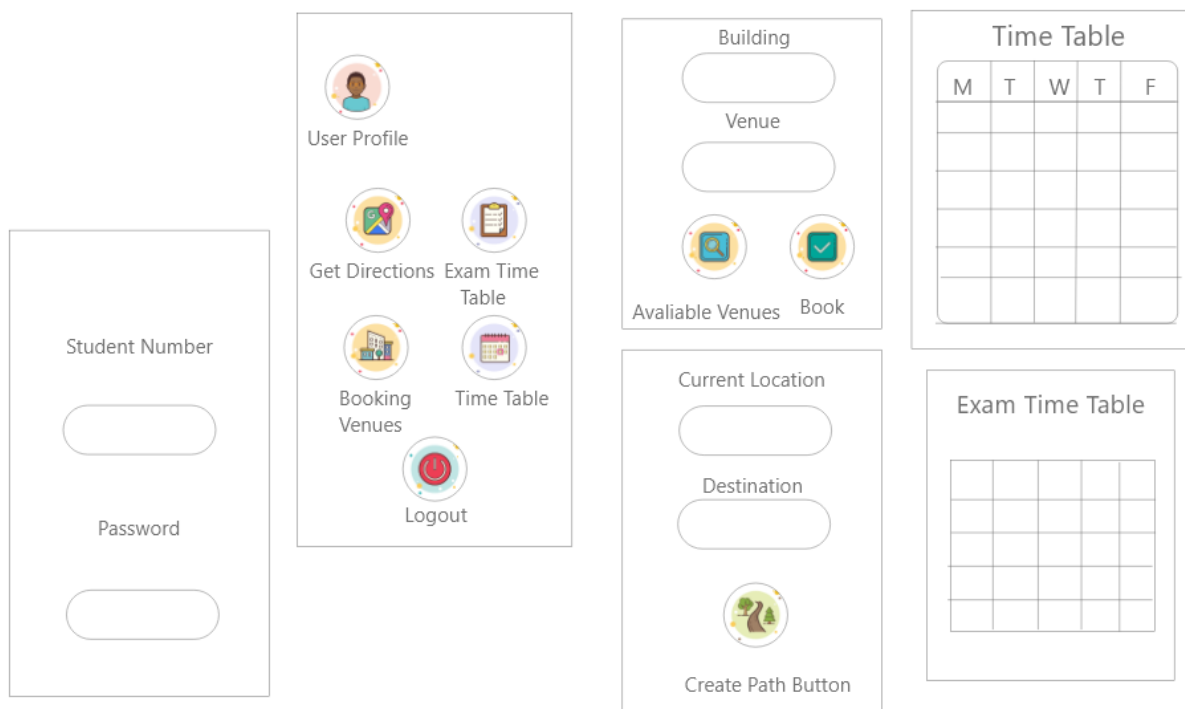 Student Number
Password
User Profile
Get Directions
Exam Time
Table
Booking
Venues
Time Table
Logout
Building
Venue
Avaliable Venues
Book
Current Location
Destination
Create Path Button
Time Table
M T W T F
Exam Time Table